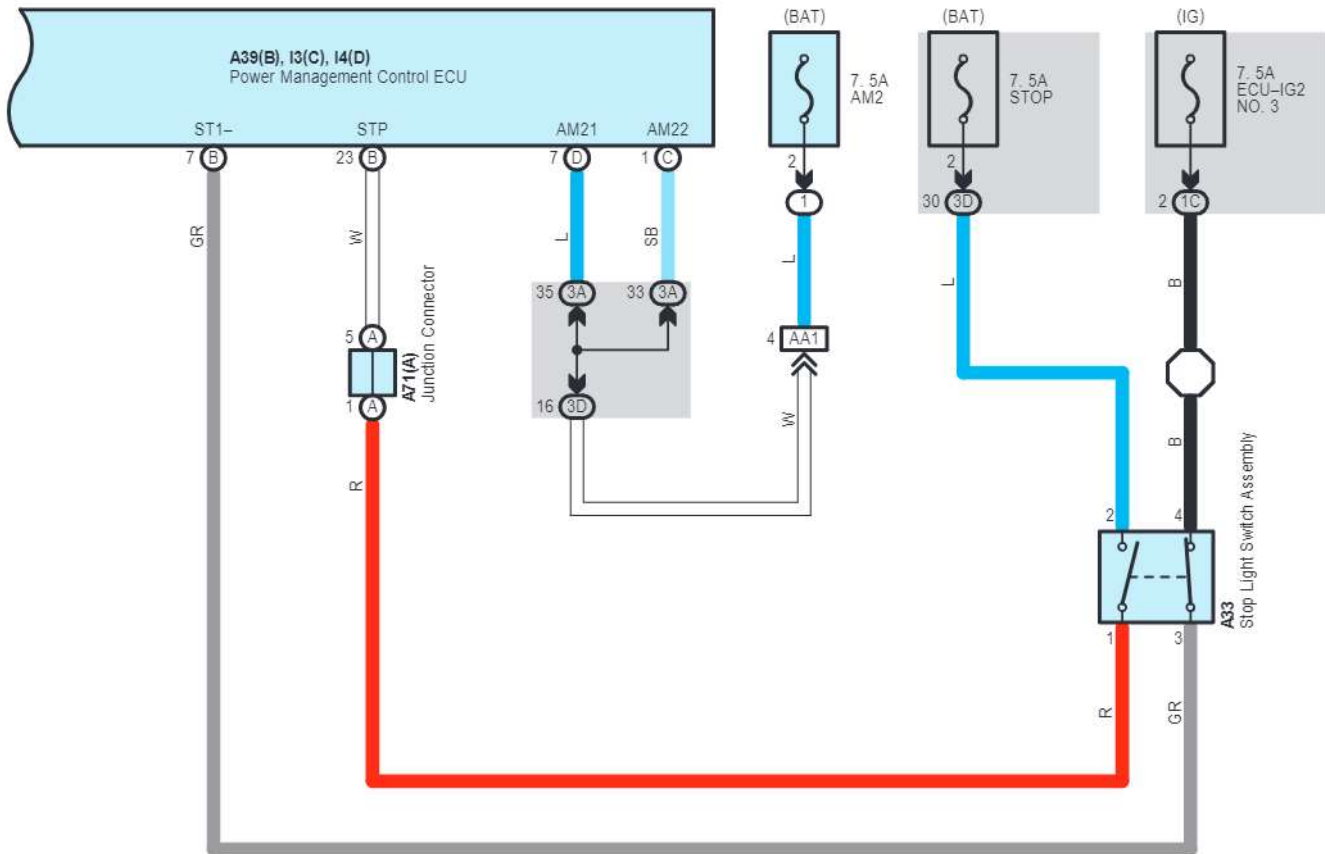 A39(B), I3(C), I4(D)
Power Management Control ECU
ST1–
STP
AM21
AM22
7 B
23 B
7 D
1 C
(BAT)
7. 5A
AM2
2
1
(BAT)
7. 5A
STOP
2
30 3D
(IG)
7. 5A
ECU–IG2
NO. 3
2 1C
GR
W
L
SB
L
L
B
35 3A
33 3A
16 3D
5 A
1 A
A71(A)
Junction Connector
4 AA1
W
B
R
2
4
A33
Stop Light Switch Assembly
1
3
R
GR